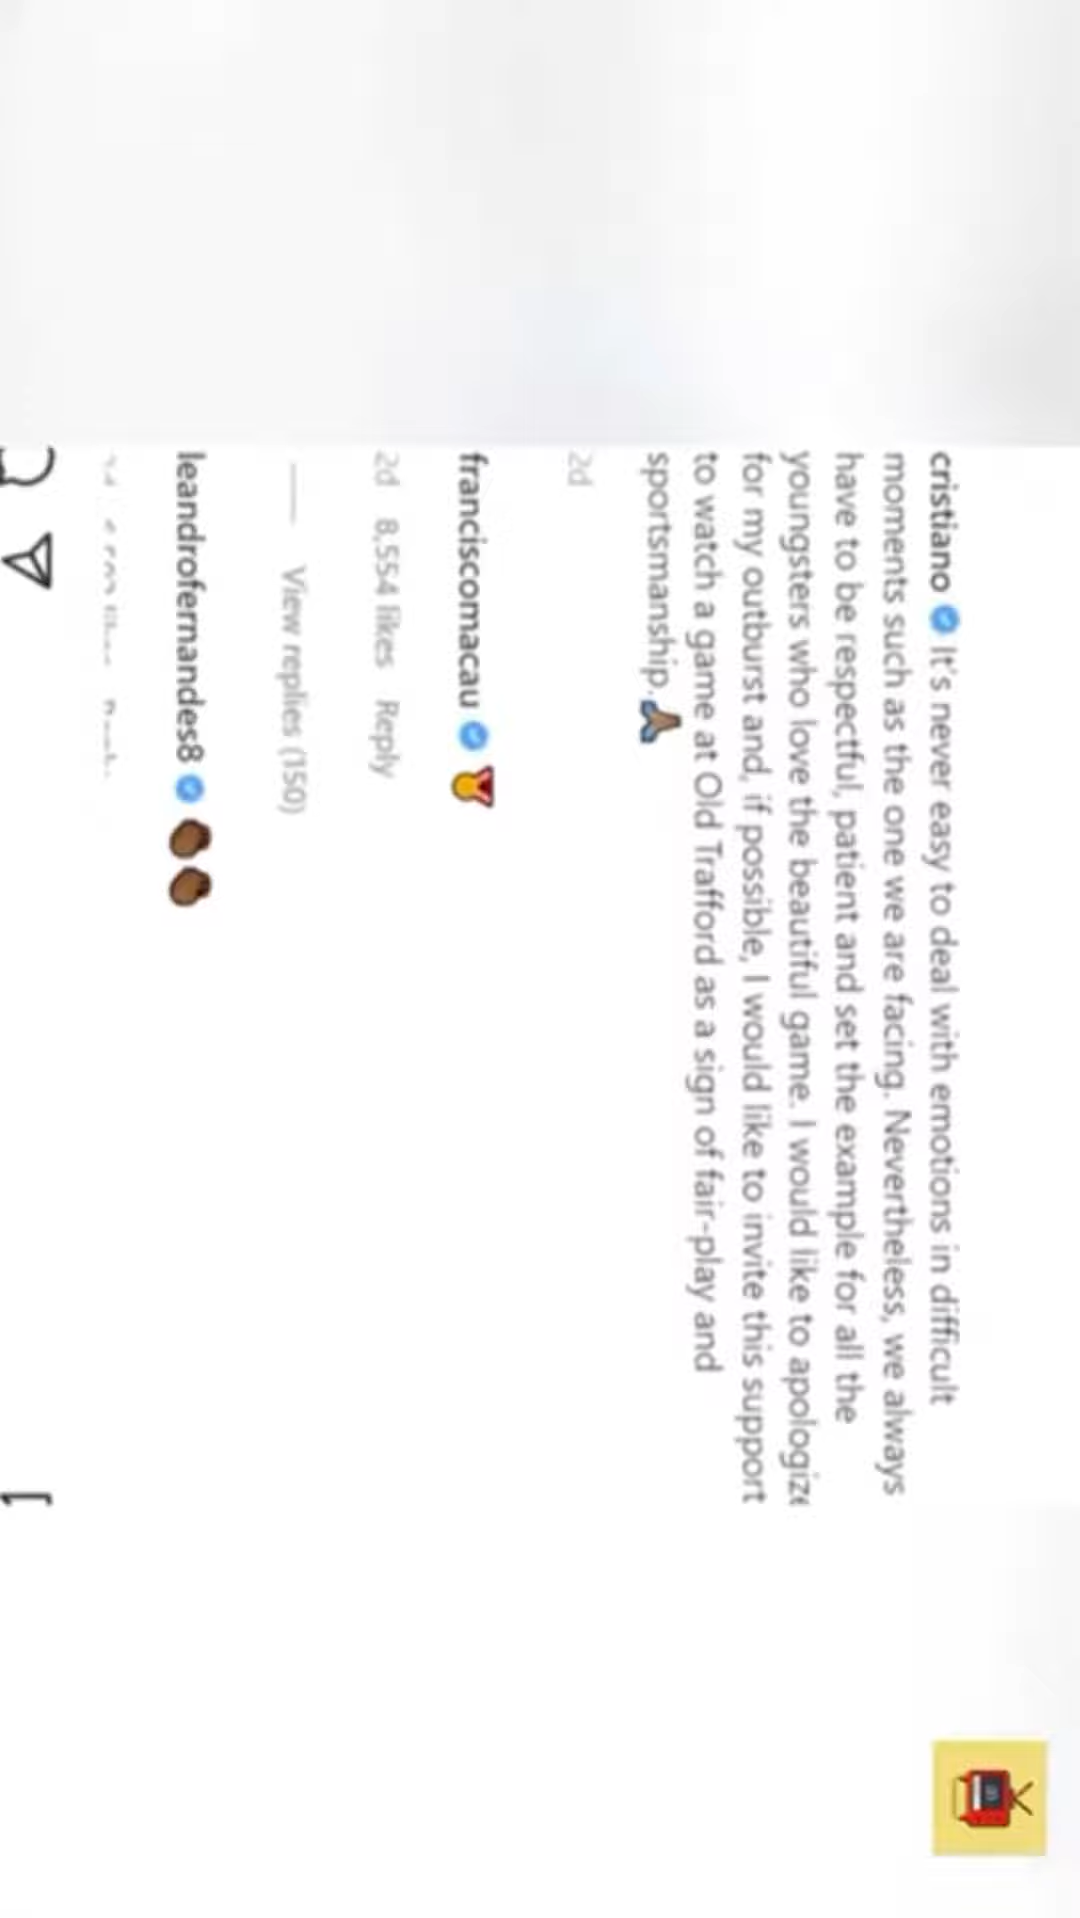 cristiano It's never easy to deal with emotions in difficult
moments such as the one we are facing. Nevertheless, we always
have to be respectful, patient and set the example for all the
youngsters who love the beautiful game. I would like to apologize
for my outburst and, if possible, I would like to invite this support
to watch a game at Old Trafford as a sign of fair-play and
sportsmanship.🙏🏽
2d
franciscomacau 🙆‍♂️
2d 8,554 likes Reply
View replies (150)
leandrofernandes8 👊🏾👊🏾